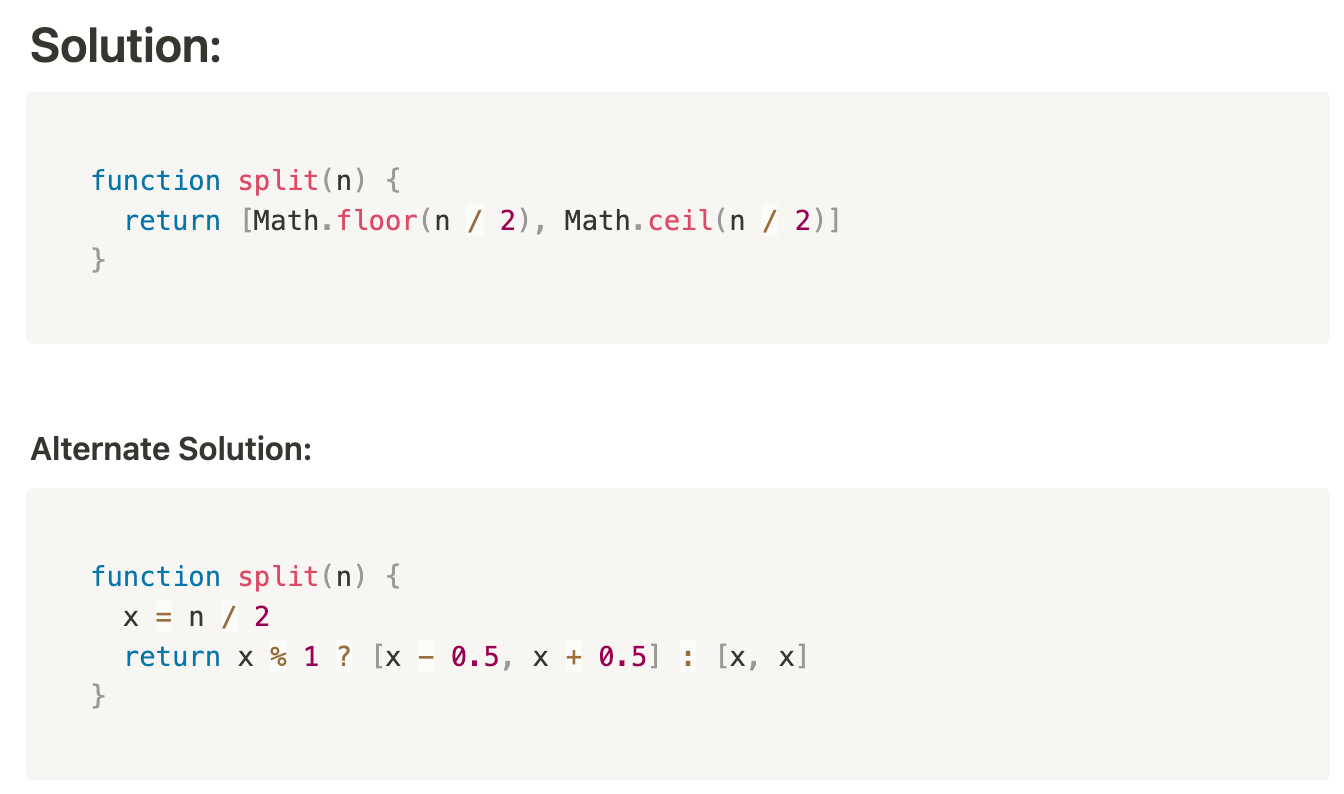 Solution:
function split(n) {
  return [Math.floor(n / 2), Math.ceil(n / 2)]
}
Alternate Solution:
function split(n) {
  x = n / 2
  return x % 1 ? [x - 0.5, x + 0.5] : [x, x]
}